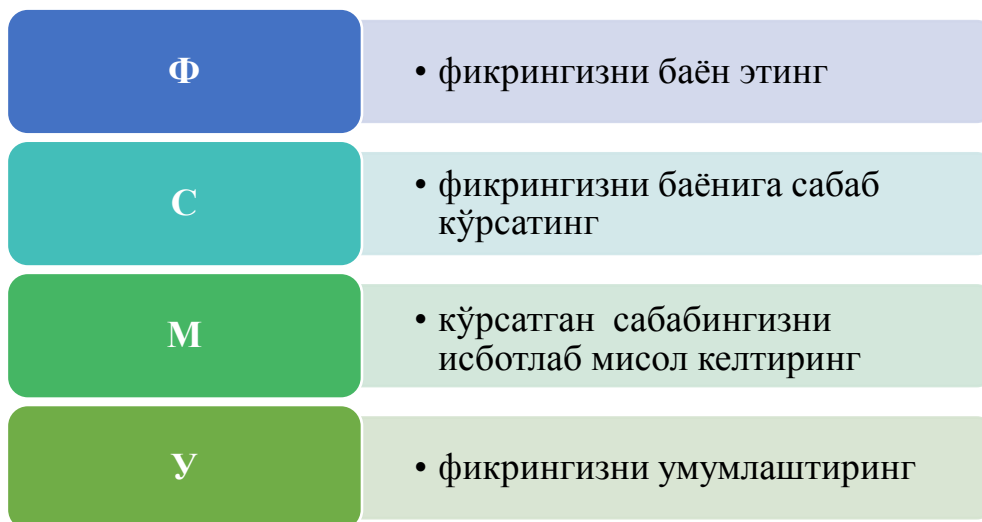 Ф
• фикрингизни баён этинг
С
• фикрингизни баёнига сабаб
кўрсатинг
М
• кўрсатган сабабингизни
исботлаб мисол келтиринг
У
• фикрингизни умумлаштиринг